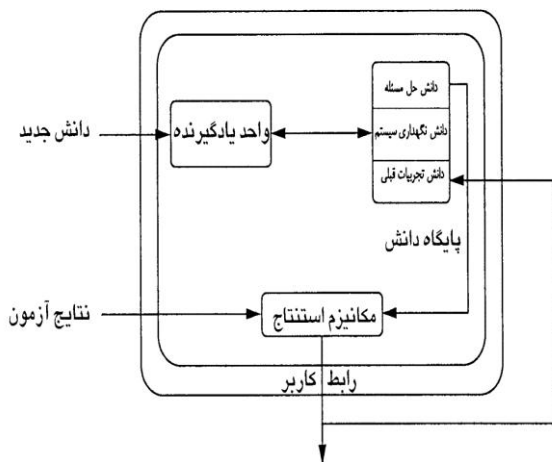 دانش حل مسئله
دانش نگهداری سیستم
دانش تجربیات قبلی
واحد یادگیرنده
دانش جدید
پایگاه دانش
مکانیزم استنتاج
نتایج آزمون
رابط کاربر